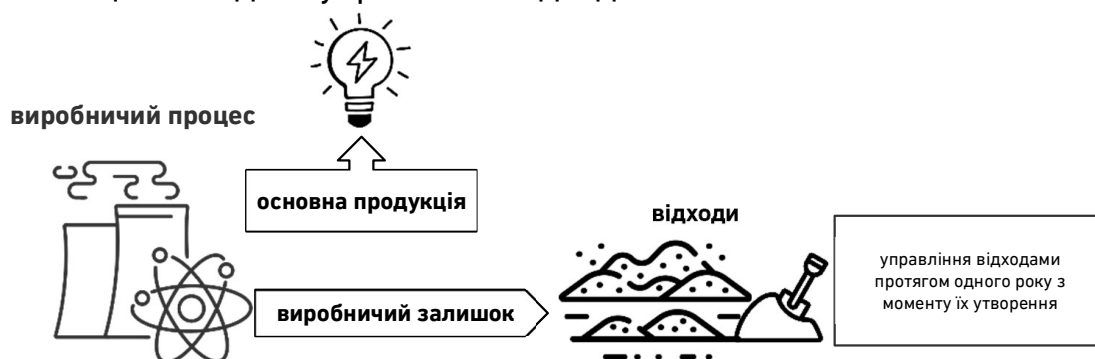 виробничий процес
основна продукція
відходи
управління відходами
протягом одного року з
моменту їх утворення
виробничий залишок